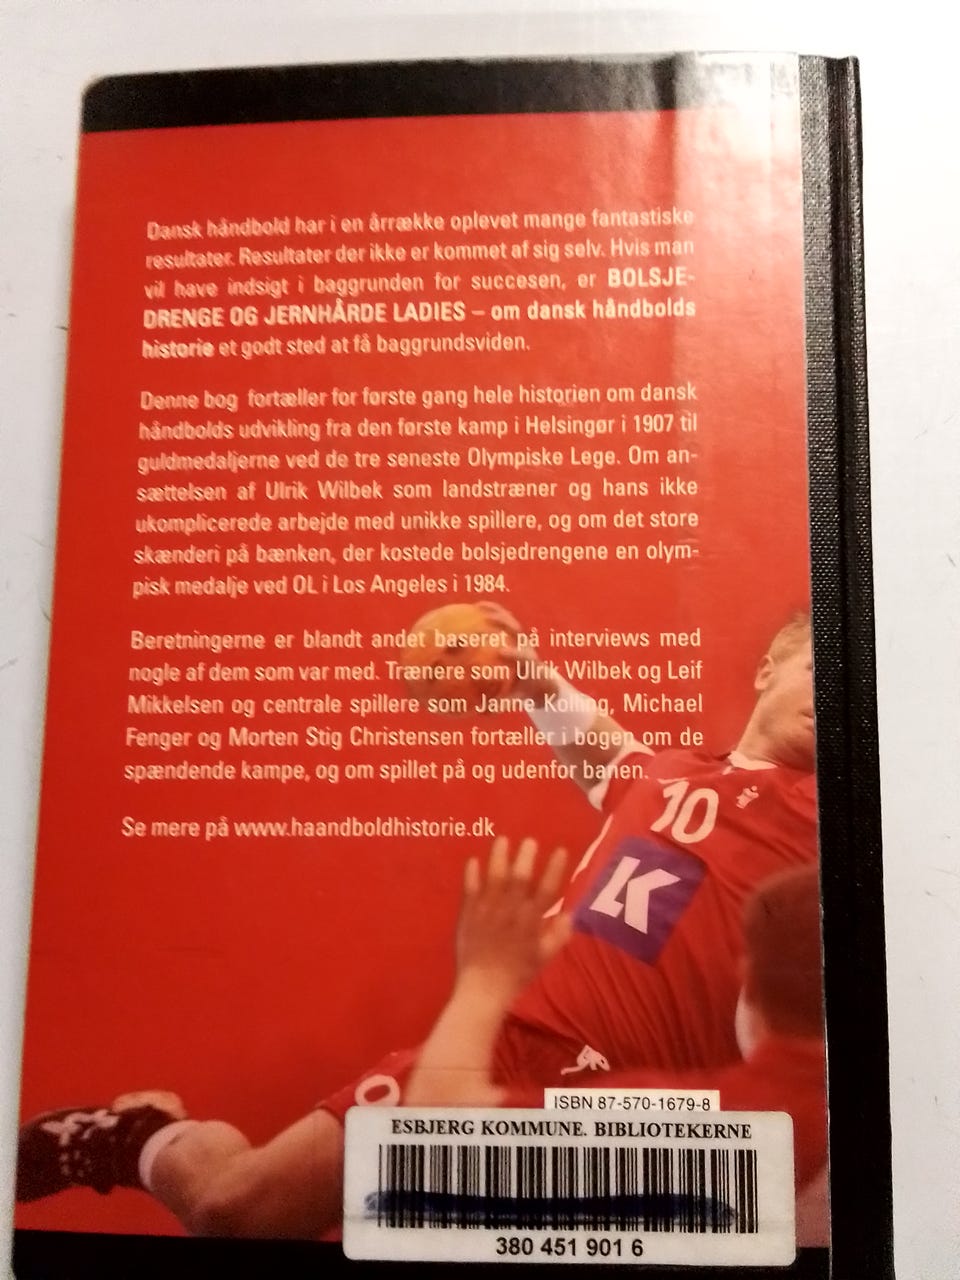 Dansk håndbold har i en årrække oplevet mange fantastiske
resultater. Resultater der ikke er kommet af sig selv. Hvis man
vil have indsigt i baggrunden for succesen, er BOLSJE-
DRENGE OG JERNHÅRDE LADIES – om dansk håndbolds
historie et godt sted at få baggrundsviden.
Denne bog fortæller for første gang hele historien om dansk
håndbolds udvikling fra den første kamp i Helsingør i 1907 til
guldmedaljerne ved de tre seneste Olympiske Lege. Om an-
sættelsen af Ulrik Wilbek som landstræner og hans ikke
ukomplicerede arbejde med unikke spillere, og om det store
skænderi på bænken, der kostede bolsjedrengene en olym-
pisk medalje ved OL i Los Angeles i 1984.
Beretningerne er blandt andet baseret på interviews med
nogle af dem som var med. Trænere som Ulrik Wilbek og Leif
Mikkelsen og centrale spillere som Janne Kolling, Michael
Fenger og Morten Stig Christensen fortæller i bogen om de
spændende kampe, og om spillet på og udenfor banen.
Se mere på www.haandboldhistorie.dk
10
LK
0
ISBN 87-570-1679-8
ESBJERG KOMMUNE. BIBLIOTEKERNE
380 451 901 6